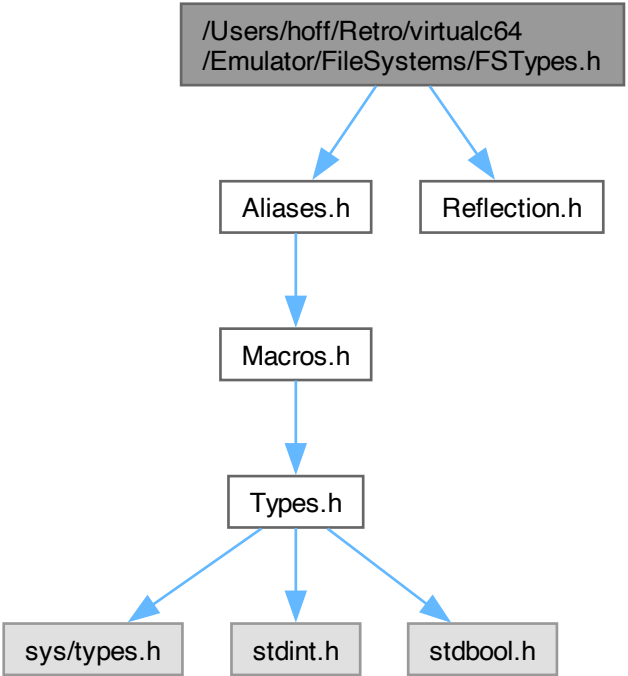 /Users/hoff/Retro/virtualc64
/Emulator/FileSystems/FSTypes.h
Aliases.h
Reflection.h
Macros.h
Types.h
sys/types.h
stdint.h
stdbool.h